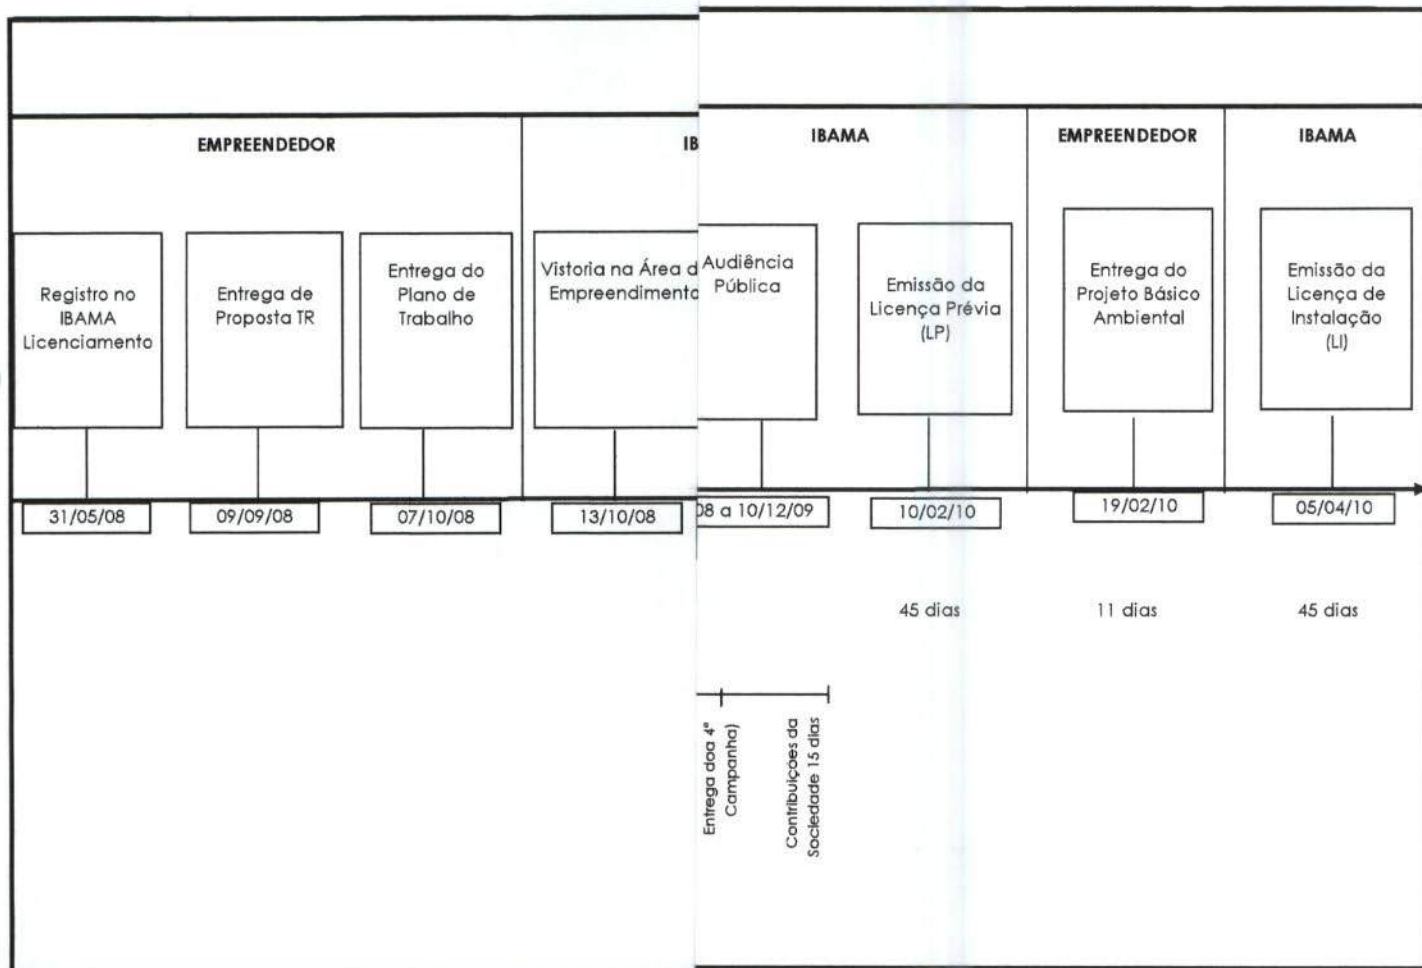 EMPREENDEDOR
IB
IBAMA
EMPREENDEDOR
IBAMA
Registro no
IBAMA
Licenciamento
Entrega de
Proposta TR
Entrega do
Plano de
Trabalho
Vistoria na Área d
Empreendimento
Audiência
Pública
Emissão da
Licença Prévia
(LP)
Entrega do
Projeto Básico
Ambiental
Emissão da
Licença de
Instalação
(LI)
31/05/08
09/09/08
07/10/08
13/10/08
08 a 10/12/09
10/02/10
19/02/10
05/04/10
45 dias
11 dias
45 dias
Entrega doa 4ª
Campanha)
Contribuições da
Sociedade 15 dias